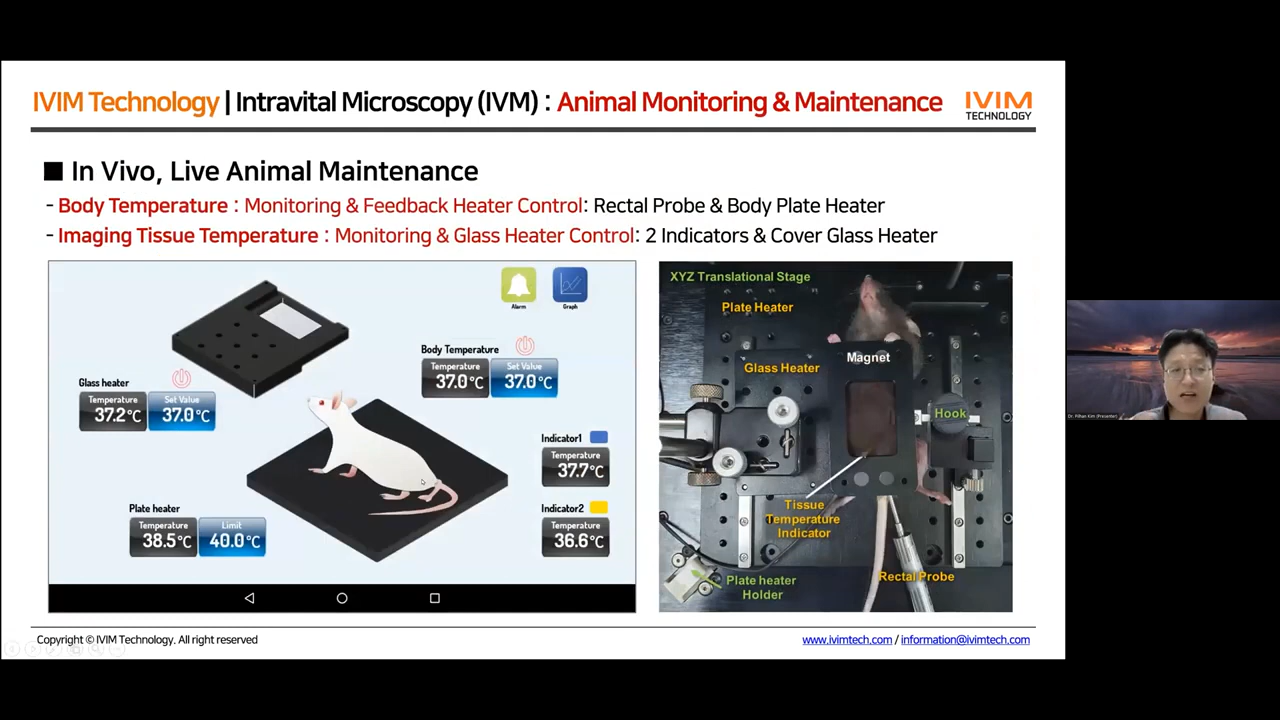 IVIM Technology | Intravital Microscopy (IVM) : Animal Monitoring & Maintenance
IVIM
TECHNOLOGY
■ In Vivo, Live Animal Maintenance
- Body Temperature : Monitoring & Feedback Heater Control: Rectal Probe & Body Plate Heater
- Imaging Tissue Temperature : Monitoring & Glass Heater Control: 2 Indicators & Cover Glass Heater
Alarm
Graph
Body Temperature
Temperature
37.0°C
Set Value
37.0°C
Glass heater
Temperature
37.2°C
Set Value
37.0°C
Indicator1
Temperature
37.7°C
Indicator2
Temperature
36.6°C
Plate heater
Temperature
38.5°C
Limit
40.0°C
XYZ Translational Stage
Plate Heater
Magnet
Glass Heater
Hook
Tissue
Temperature
Indicator
Plate heater
Holder
Rectal Probe
Dr. Pilhan Kim (Presenter)
Copyright © IVIM Technology. All right reserved
www.ivimtech.com / information@ivimtech.com